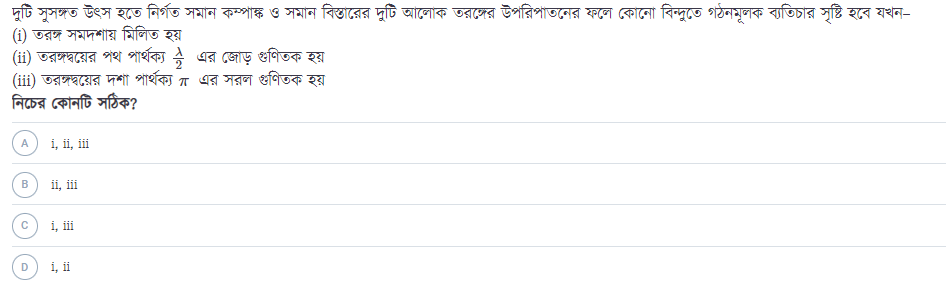 দুটি সুসঙ্গত উৎস হতে নির্গত সমান কম্পাঙ্ক ও সমান বিস্তারের দুটি আলোক তরঙ্গের উপরিপাতনের ফলে কোনো বিন্দুতে গঠনমূলক ব্যতিচার সৃষ্টি হবে যখন–
(i) তরঙ্গ সমদশায় মিলিত হয়
(ii) তরঙ্গদ্বয়ের পথ পার্থক্য λ/2 এর জোড় গুণিতক হয়
(iii) তরঙ্গদ্বয়ের দশা পার্থক্য π এর সরল গুণিতক হয়
নিচের কোনটি সঠিক?
A i, ii, iii
B ii, iii
C i, iii
D i, ii